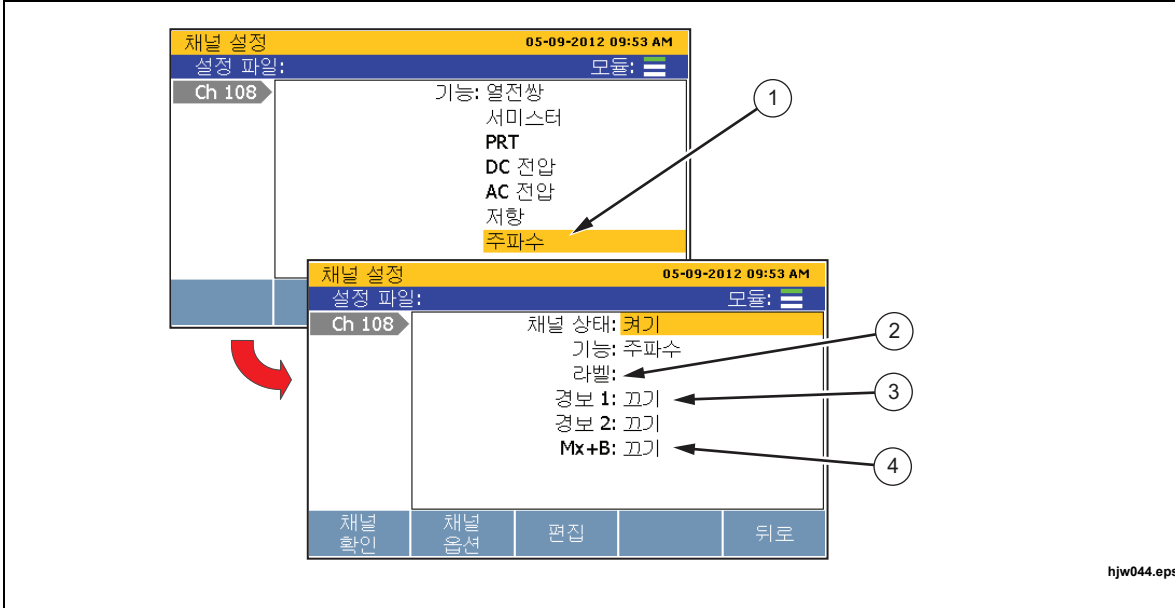 채널 설정 05-09-2012 09:53 AM
설정 파일: 모듈:
Ch 108
기능: 열전쌍
서미스터
PRT
DC 전압
AC 전압
저항
주파수
1
채널 설정 05-09-2012 09:53 AM
설정 파일: 모듈:
Ch 108
채널 상태: 켜기
기능: 주파수
라벨:
경보 1: 끄기
경보 2: 끄기
Mx+B: 끄기
2
3
4
채널 확인
채널 옵션
편집
뒤로
hjw044.eps